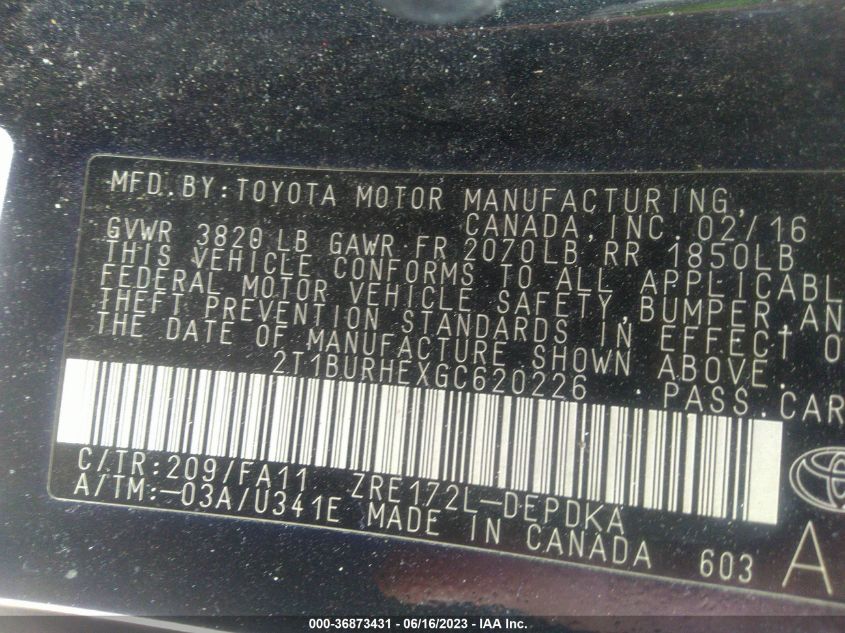 MFD.BY:TOYOTA MOTOR MANUFACTURING,
CANADA, INC. 02/16
GVWR 3820 LB GAWR FR 2070LB RR 1850LB
THIS VEHICLE CONFORMS TO ALL APPLICABL
FEDERAL MOTOR VEHICLE SAFETY,BUMPER,AN
THEFT PREVENTION STANDARDS IN EFFECT O
THE DATE OF MANUFACTURE SHOWN ABOVE.
2T1BURHEXGC620226 PASS.CAR
C/TR:209/FA11 ZRE172L-DEPDKA
A/TM:-03A/U341E MADE IN CANADA 603 A
000-36873431 - 06/16/2023 - IAA Inc.